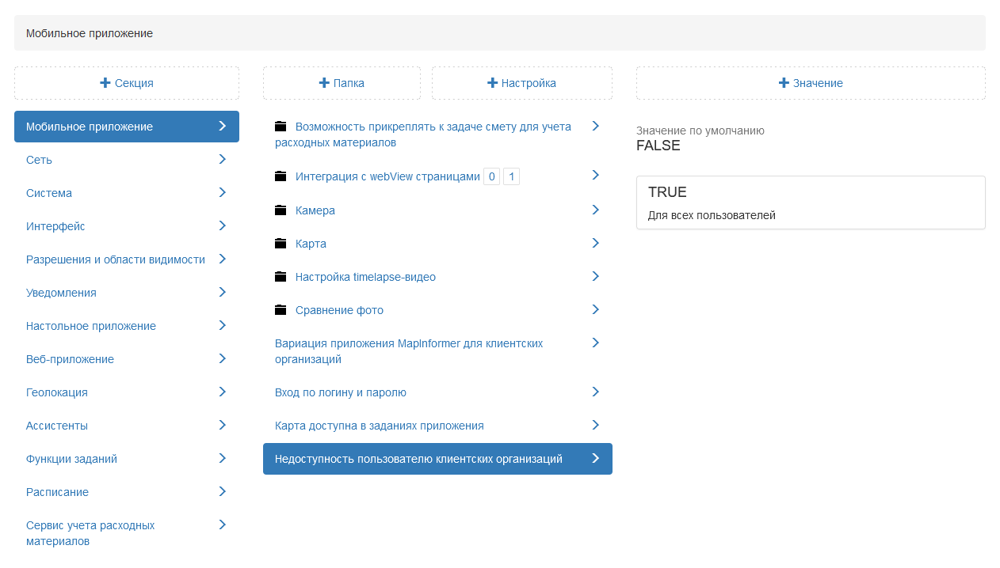 Мобильное приложение
Секция
Папка
Настройка
Значение
Мобильное приложение
Сеть
Система
Интерфейс
Разрешения и области видимости
Уведомления
Настольное приложение
Веб-приложение
Геолокация
Ассистенты
Функции заданий
Расписание
Сервис учета расходных
материалов
Возможность прикреплять к задаче смету для учета
расходных материалов
Интеграция с webView страницами 0 1
Камера
Карта
Настройка timelapse-видео
Сравнение фото
Вариация приложения MapInformer для клиентских
организаций
Вход по логину и паролю
Карта доступна в заданиях приложения
Недоступность пользователю клиентских организаций
Значение по умолчанию
FALSE
TRUE
Для всех пользователей